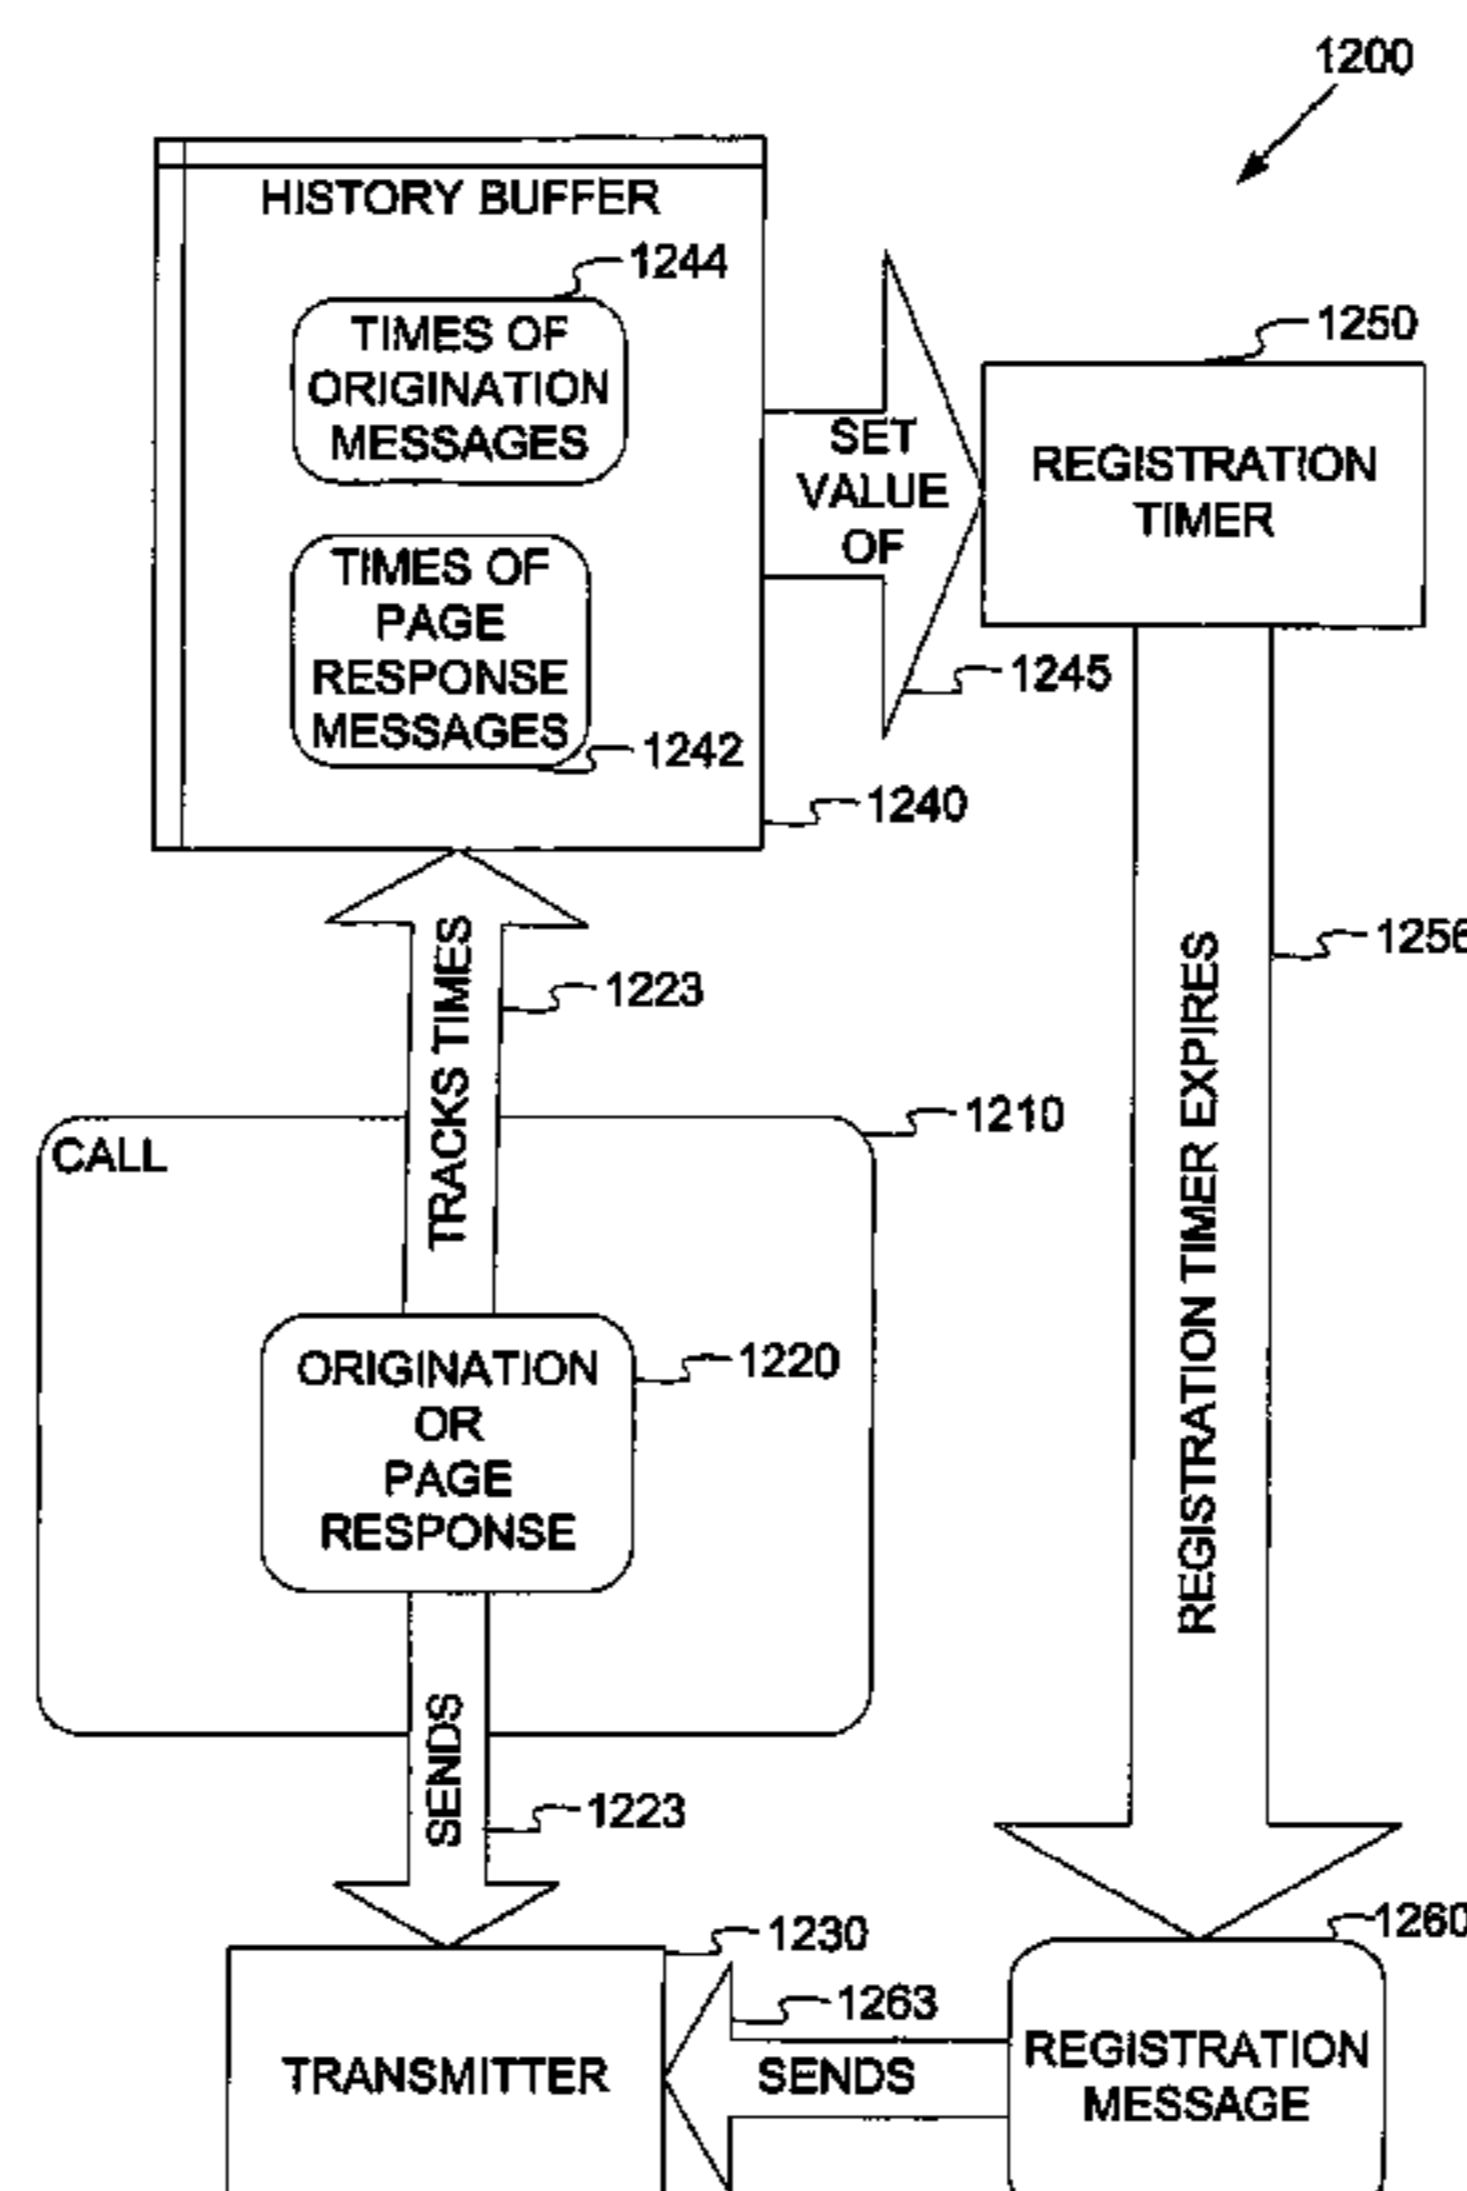 1200
HISTORY BUFFER
1244
TIMES OF
ORIGINATION
MESSAGES
1250
REGISTRATION
TIMER
SET
VALUE
OF
TIMES OF
PAGE
RESPONSE
MESSAGES
1245
1242
1240
TRACKS TIMES
1223
1256
REGISTRATION TIMER EXPIRES
1210
CALL
1220
ORIGINATION
OR
PAGE
RESPONSE
SENDS
1223
1230
1260
1263
TRANSMITTER
SENDS
REGISTRATION
MESSAGE